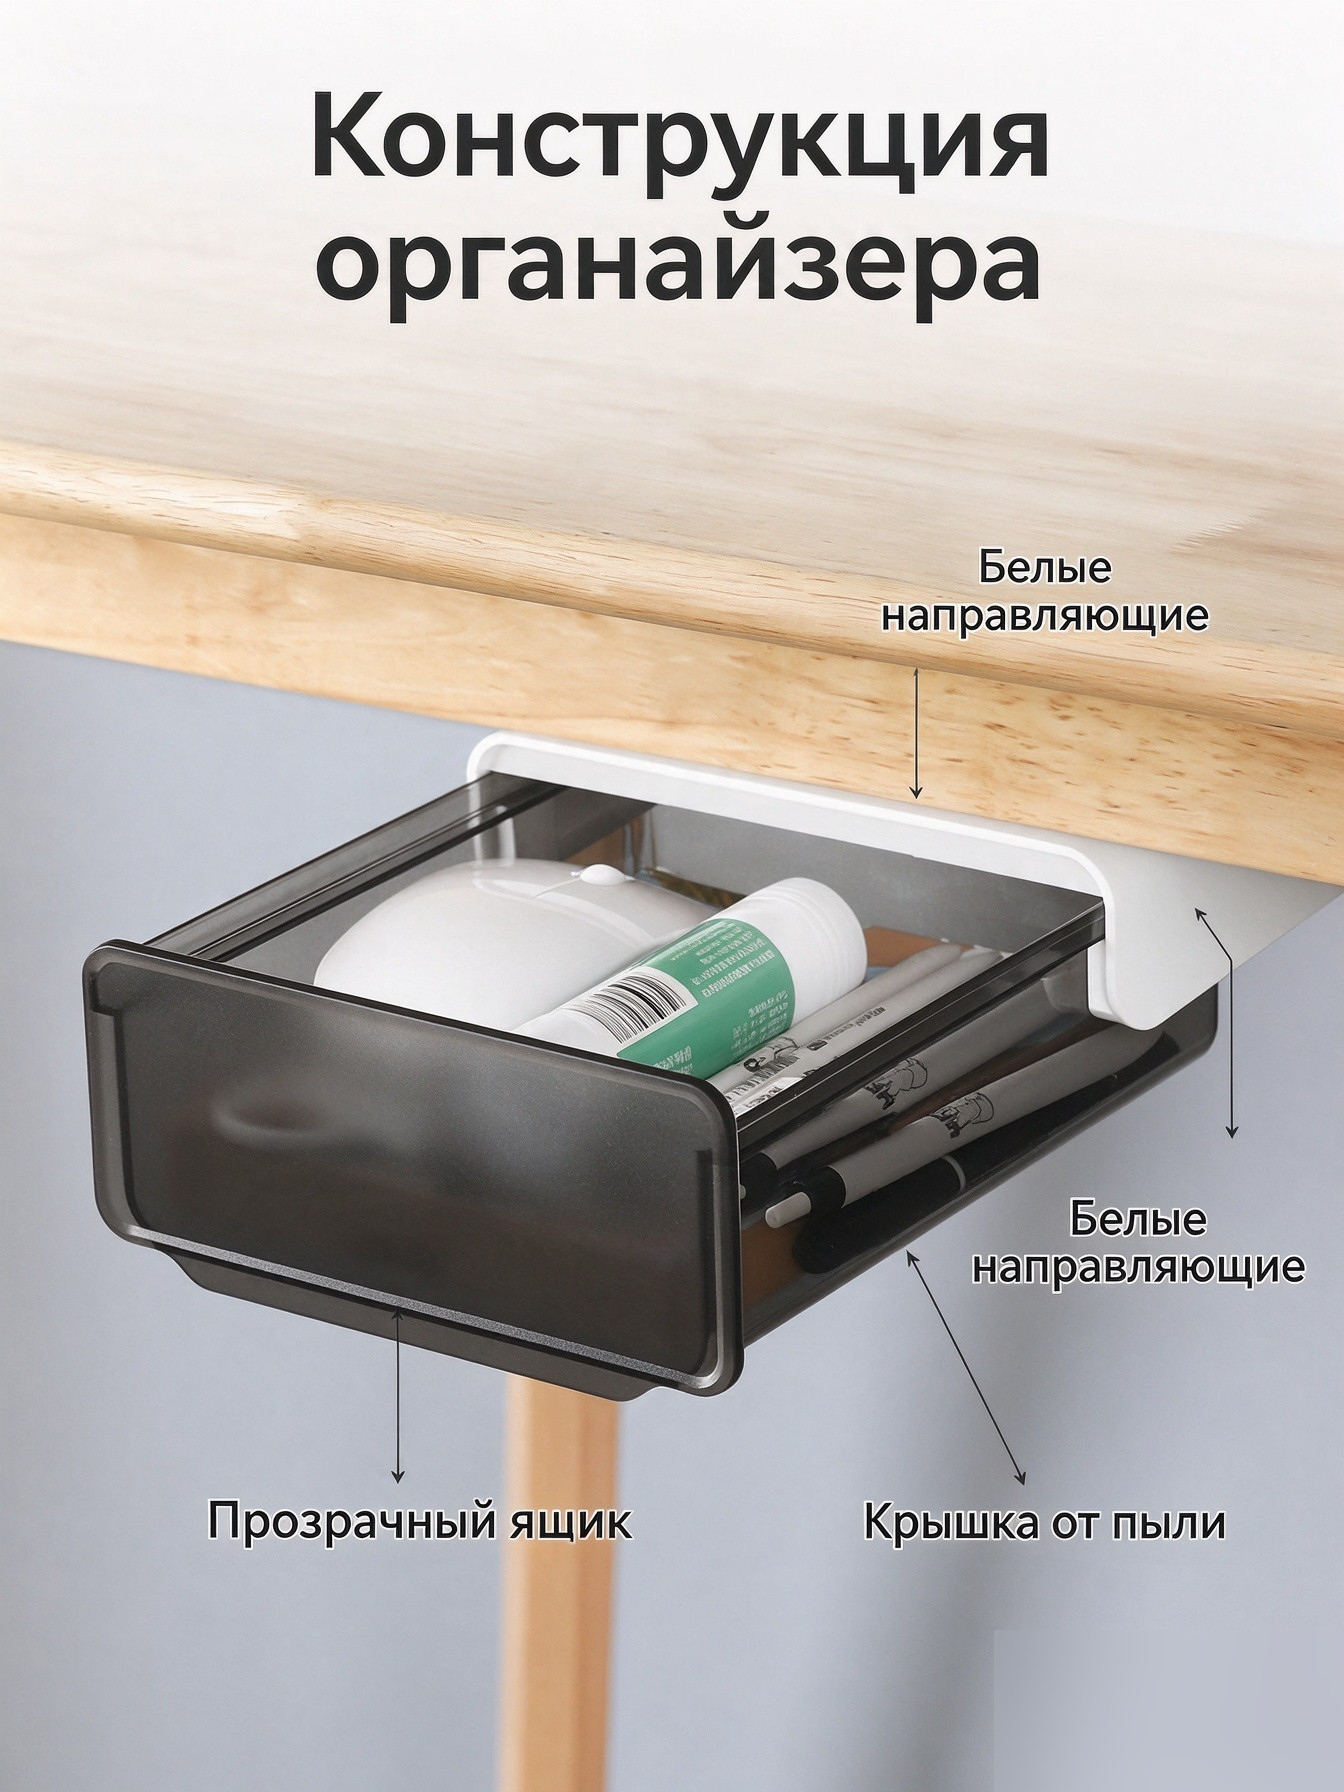 Конструкция
органайзера
Белые
направляющие
Белые
направляющие
Прозрачный ящик
Крышка от пыли